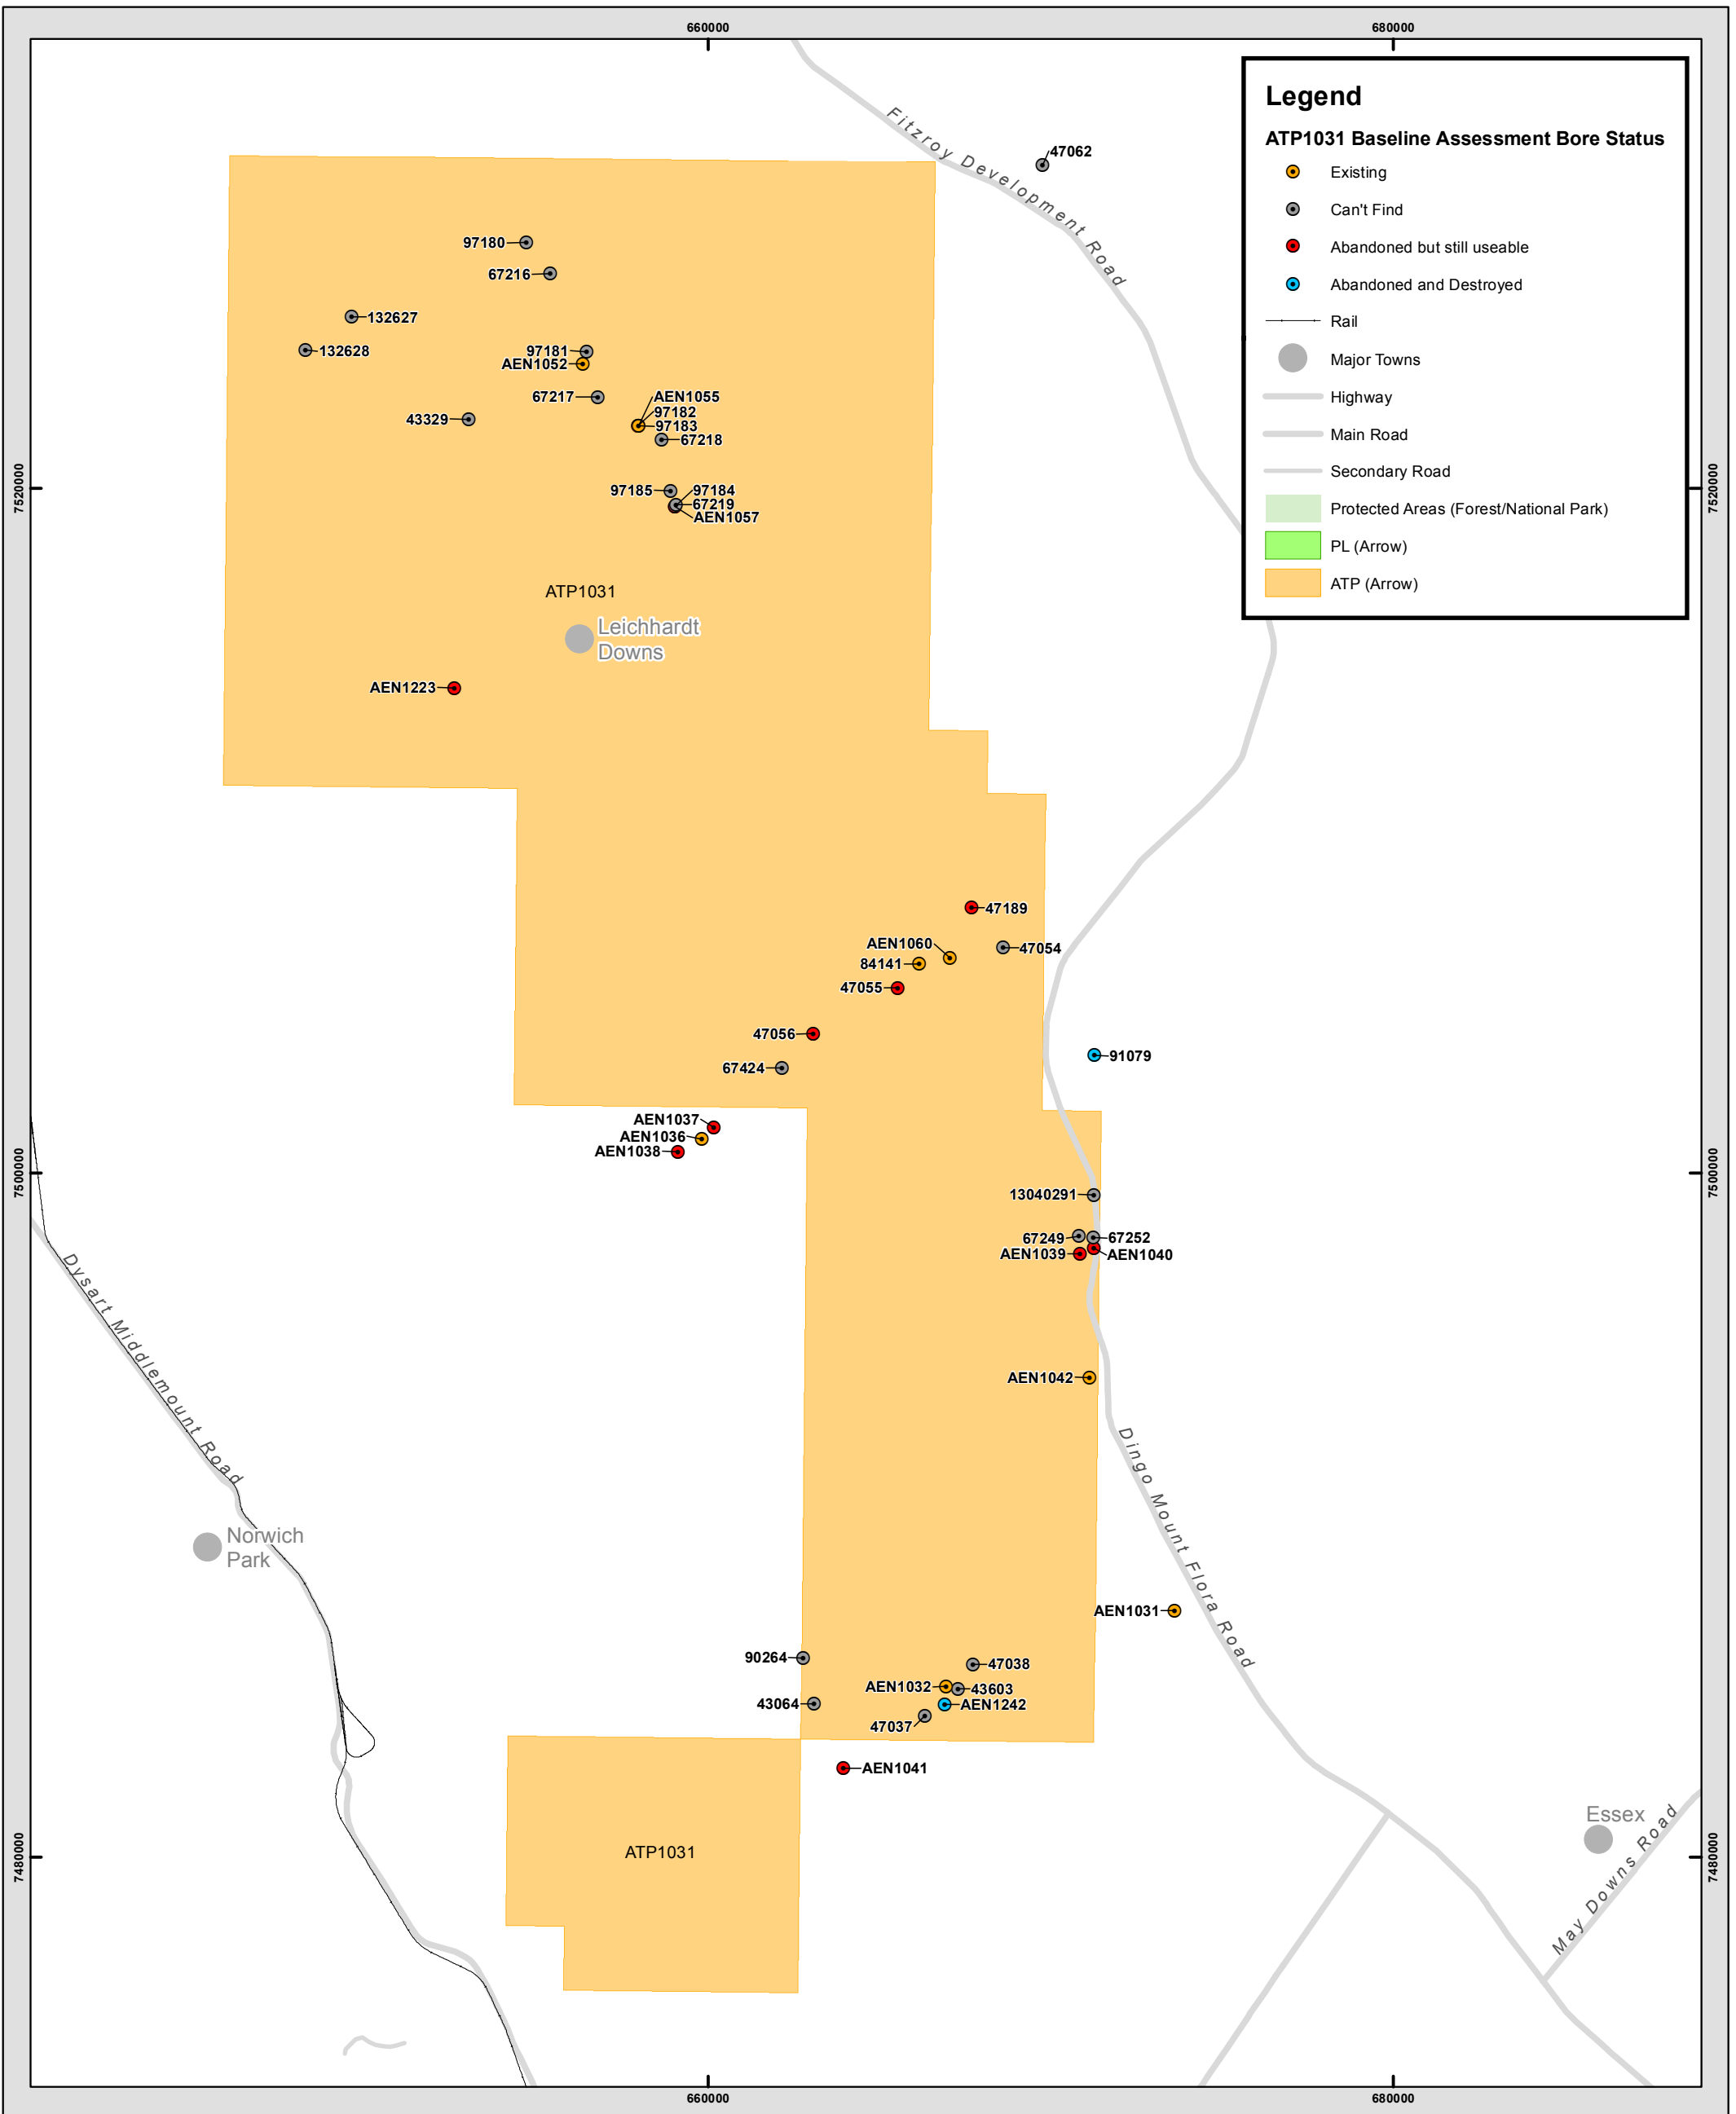 660000
680000
Legend
ATP1031 Baseline Assessment Bore Status
Existing
Can't Find
Abandoned but still useable
Abandoned and Destroyed
Rail
Major Towns
Highway
Main Road
Secondary Road
Protected Areas (Forest/National Park)
PL (Arrow)
ATP (Arrow)
Fitzroy Development Road
47062
97180
67216
132627
132628
97181
AEN1052
67217
43329
AEN1055
97182
97183
67218
7520000
7520000
97185
97184
67219
AEN1057
ATP1031
Leichhardt
Downs
AEN1223
47189
AEN1060
47054
84141
47055
47056
67424
91079
AEN1037
AEN1036
AEN1038
7500000
7500000
13040291
67249
67252
AEN1039
AEN1040
Dysart Middlemount Road
AEN1042
Dingo Mount Flora Road
Norwich
Park
AEN1031
90264
47038
AEN1032
43603
43064
AEN1242
47037
AEN1041
Essex
May Downs Road
ATP1031
7480000
7480000
660000
680000